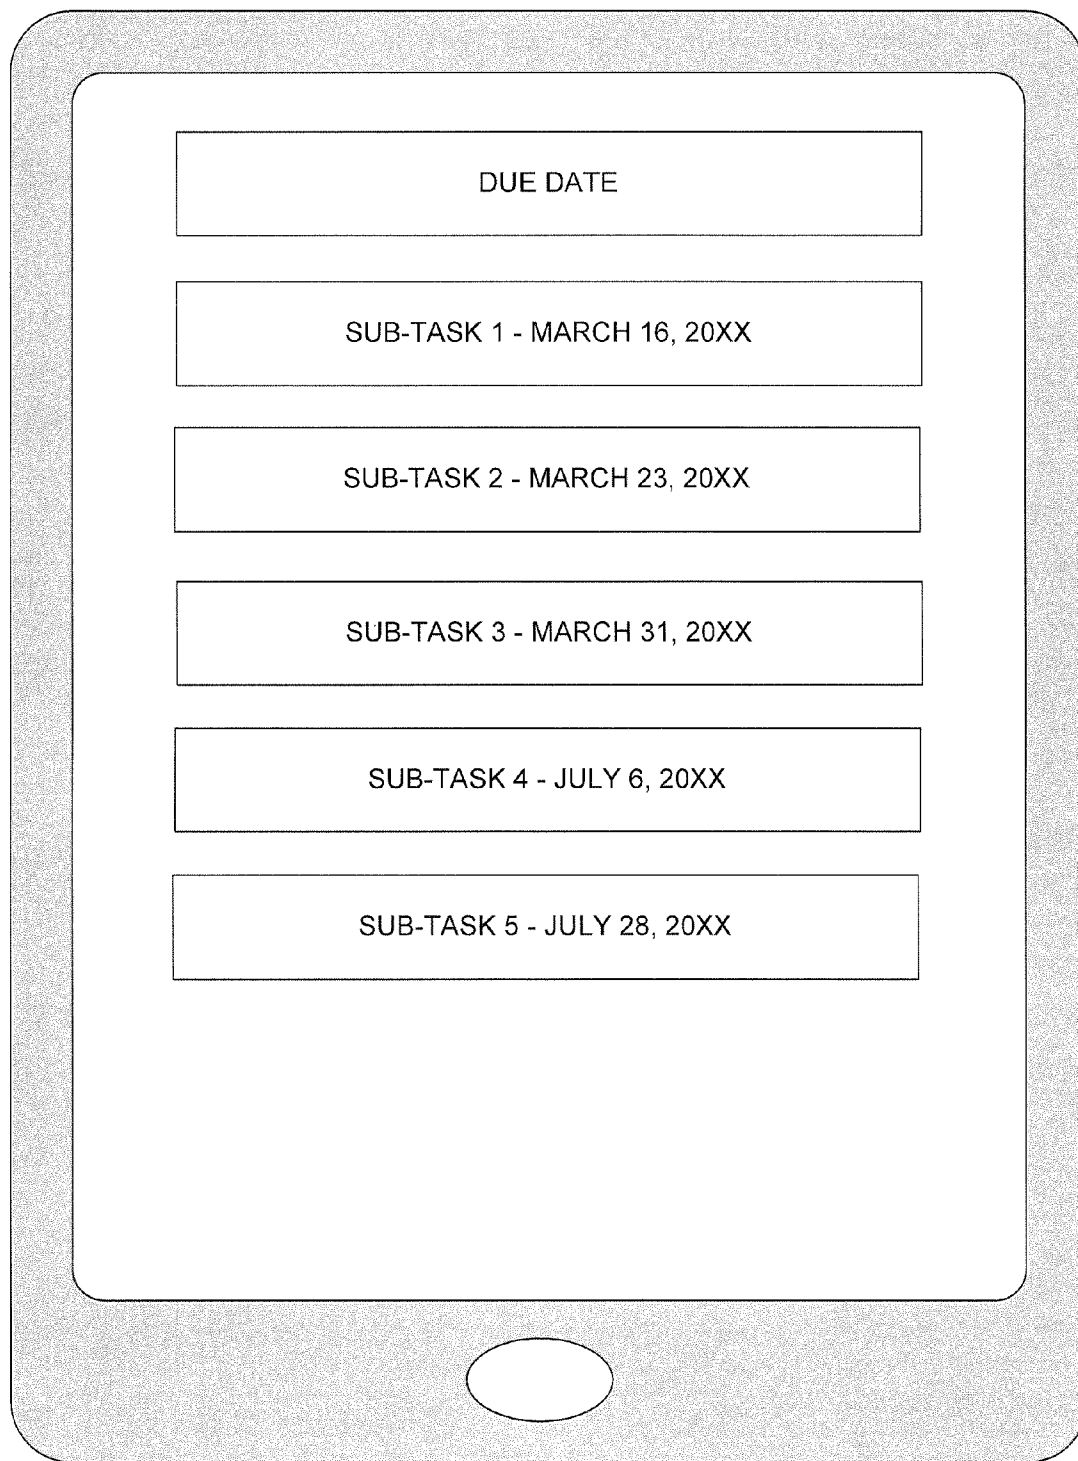 DUE DATE
SUB-TASK 1 - MARCH 16, 20XX
SUB-TASK 2 - MARCH 23, 20XX
SUB-TASK 3 - MARCH 31, 20XX
SUB-TASK 4 - JULY 6, 20XX
SUB-TASK 5 - JULY 28, 20XX